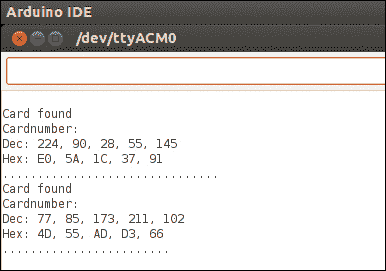 Arduino IDE
/dev/ttyACM0
Card found
Cardnumber:
Dec: 224, 90, 28, 55, 145
Hex: E0, 5A, 1C, 37, 91
...............................
Card found
Cardnumber:
Dec: 77, 85, 173, 211, 102
Hex: 4D, 55, AD, D3, 66
........................